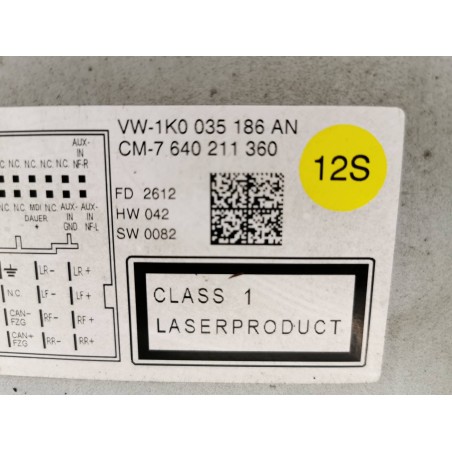 VW-1K0 035 186 AN
CM-7 640 211 360
12S
FD 2612
HW 042
SW 0082
CLASS 1
LASERPRODUCT
AUX-
IN
N.C. N.C. N.C. N.C. NF-R
N.C. N.C. MDI AUX- AUX-
DAUER IN IN
+ GND NF-L
LR- LR+
N.C. LF- LF+
CAN- RF- RF+
FZG
CAN+ RR- RR+
FZG